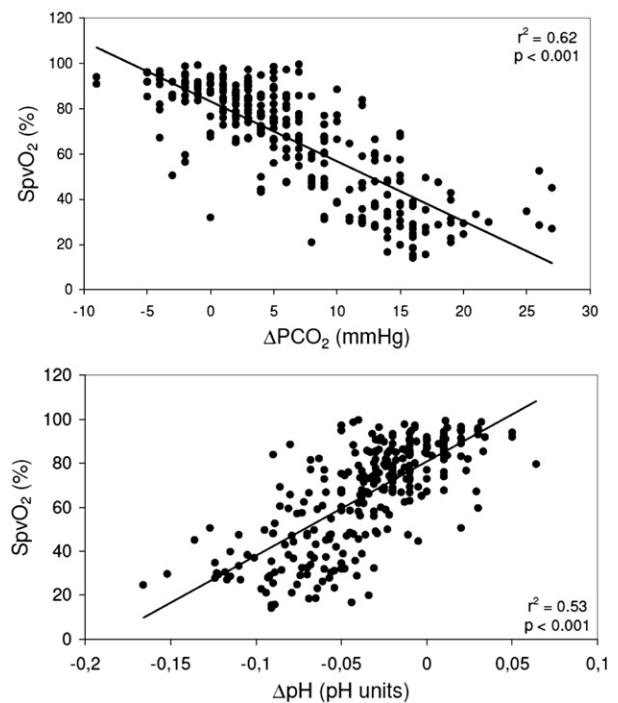 r² = 0.62
p < 0.001
SpvO₂ (%)
120
100
80
60
40
20
0
-10 -5 0 5 10 15 20 25 30
ΔPCO₂ (mmHg)
SpvO₂ (%)
120
100
80
60
40
20
0
r² = 0.53
p < 0.001
-0,2 -0,15 -0,1 -0,05 0 0,05 0,1
ΔpH (pH units)